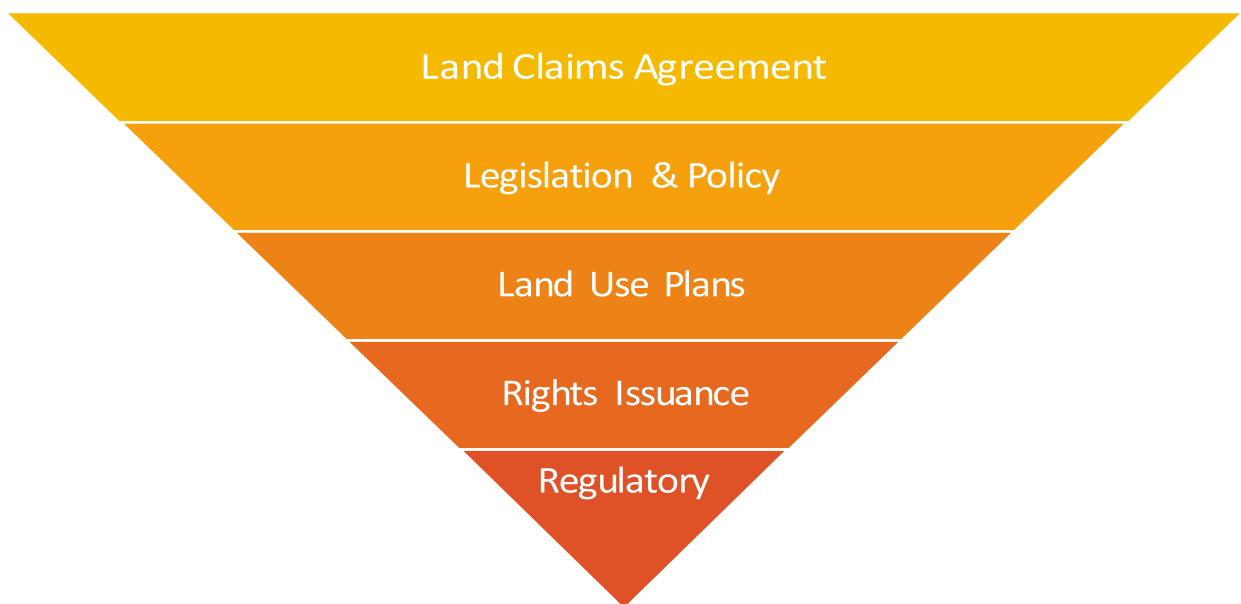 Land Claims Agreement
Legislation & Policy
Land Use Plans
Rights Issuance
Regulatory